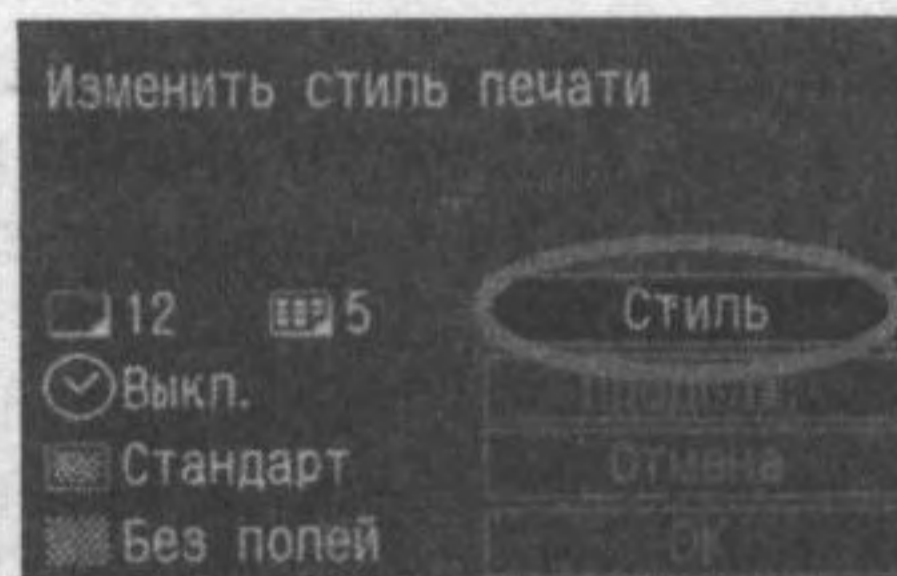 Изменить стиль печати
12 5 Стиль
Выкл.
Стандарт Отмена
Без полей OK